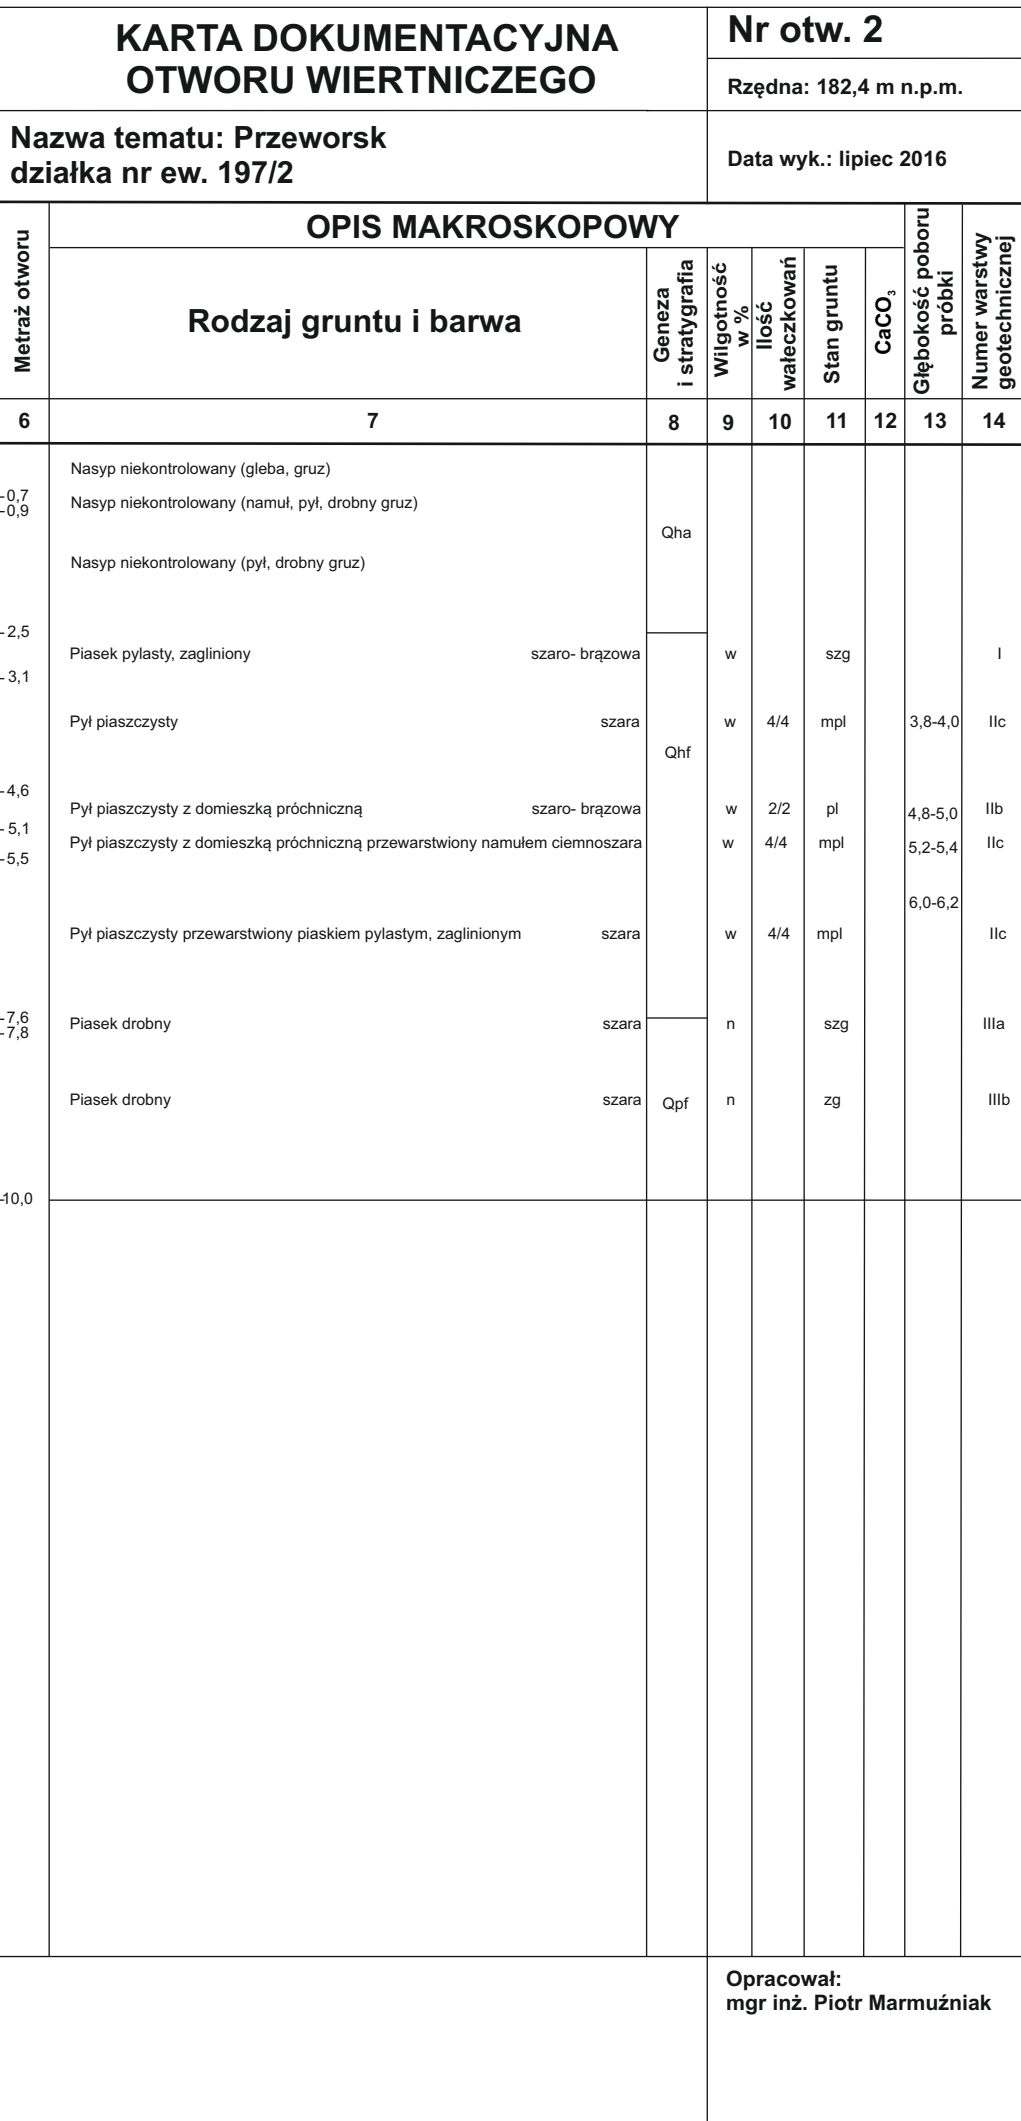 KARTA DOKUMENTACYJNA
OTWORU WIERTNICZEGO
Nr otw. 2
Rzędna: 182,4 m n.p.m.
Nazwa tematu: Przeworsk
działka nr ew. 197/2
Data wyk.: lipiec 2016
Metraż otworu
OPIS MAKROSKOPOWY
Rodzaj gruntu i barwa
Geneza
i stratygrafia
Wilgotność
w %
Ilość
wałeczkowań
Stan gruntu
CaCO₃
Głębokość poboru
próbki
Numer warstwy
geotechnicznej
6 7 8 9 10 11 12 13 14
Nasyp niekontrolowany (gleba, gruz)
0,7
Nasyp niekontrolowany (namuł, pył, drobny gruz)
0,9
Qha
Nasyp niekontrolowany (pył, drobny gruz)
2,5
Piasek pylasty, zagliniony szaro- brązowa w szg I
3,1
Pył piaszczysty szara w 4/4 mpl 3,8-4,0 IIc
Qhf
4,6
Pył piaszczysty z domieszką próchniczną szaro- brązowa w 2/2 pl 4,8-5,0 IIb
5,1
Pył piaszczysty z domieszką próchniczną przewarstwiony namułem ciemnoszara w 4/4 mpl 5,2-5,4 IIc
5,5
6,0-6,2
Pył piaszczysty przewarstwiony piaskiem pylastym, zaglinionym szara w 4/4 mpl IIc
7,6
Piasek drobny szara n szg IIIa
7,8
Piasek drobny szara Qpf n zg IIIb
10,0
Opracował:
mgr inż. Piotr Marmuźniak